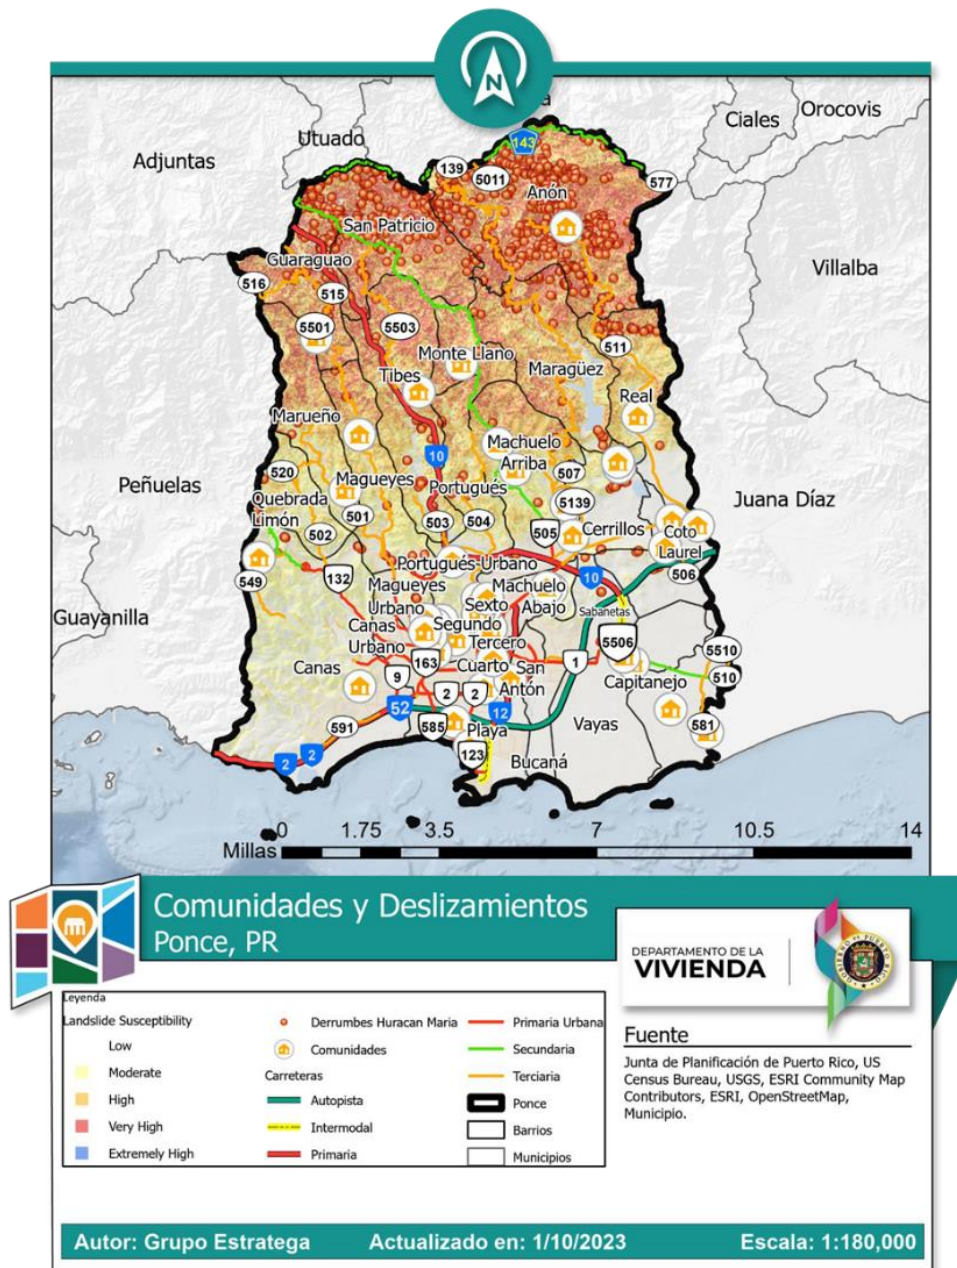 N
a
Ciales
Orocovis
Utuado
Adjuntas
143
139
5011
577
Anón
San Patricio
Guaraguao
Villalba
516
515
5501
5503
511
Monte Llano
Maragüez
Tibes
Real
Marueño
Machuelo
Arriba
10
520
Magueyes
507
Peñuelas
Portugués
Juana Díaz
Quebrada
Limón
5139
501
503
504
505
Cerrillos
Coto
Laurel
502
Portugués Urbano
549
132
Magueyes
Urbano
Machuelo
Abajo
10
506
Sexto
Sabanetas
Guayanilla
Canas
Urbano
Segundo
Tercero
5506
5510
Canas
163
Cuarto
San
Antón
1
510
9
Capitanejo
2
2
52
12
591
585
Playa
Vayas
581
123
Bucaná
2
2
0 1.75 3.5 7 10.5 14
Millas
Comunidades y Deslizamientos
Ponce, PR
DEPARTAMENTO DE LA
VIVIENDA
GOBIERNO DE PUERTO RICO
Leyenda
Landslide Susceptibility
Low
Moderate
High
Very High
Extremely High
Derrumbes Huracan Maria
Comunidades
Carreteras
Autopista
Intermodal
Primaria
Primaria Urbana
Secundaria
Terciaria
Ponce
Barrios
Municipios
Fuente
Junta de Planificación de Puerto Rico, US
Census Bureau, USGS, ESRI Community Map
Contributors, ESRI, OpenStreetMap,
Municipio.
Autor: Grupo Estratega
Actualizado en: 1/10/2023
Escala: 1:180,000